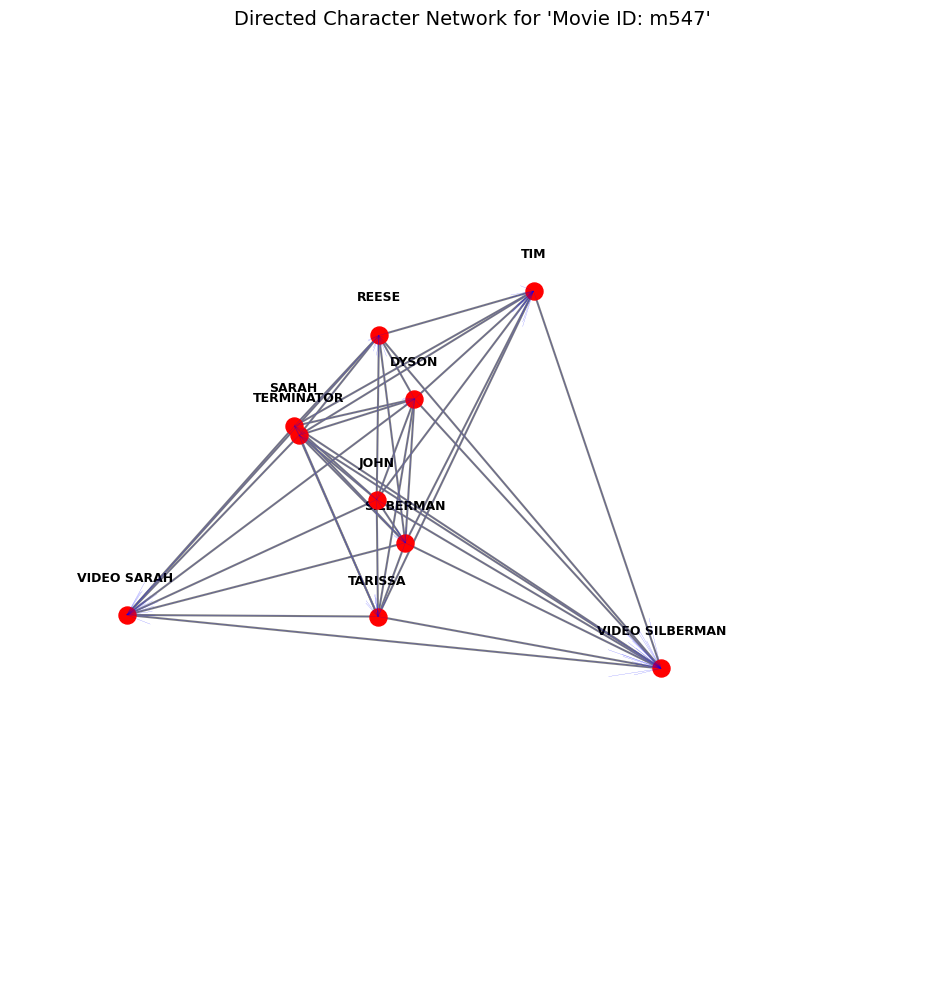 Directed Character Network for 'Movie ID: m547'
TIM
REESE
DYSON
SARAH
TERMINATOR
JOHN
SILBERMAN
VIDEO SARAH
TARISSA
VIDEO SILBERMAN